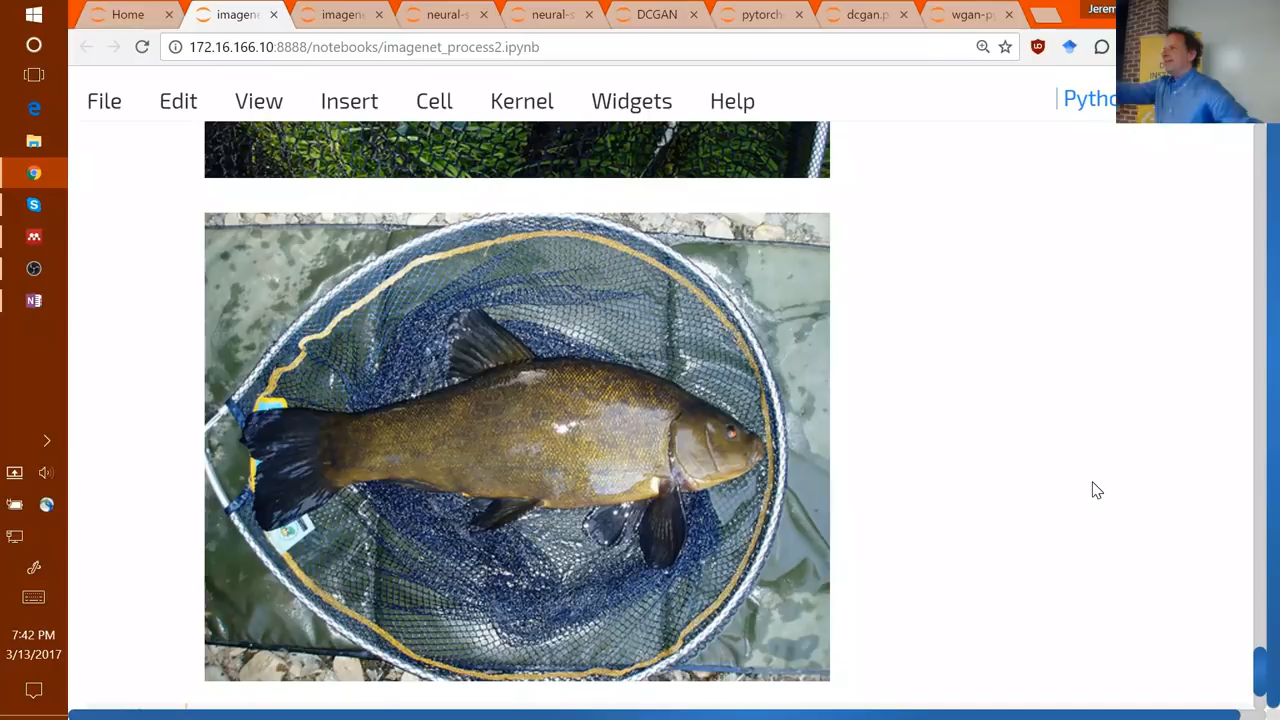 Home
imagene
imagen
neural-s
neural-s
DCGAN
pytorch
dcgan.p
wgan-p
Jerem
172.16.166.10:8888/notebooks/imagenet_process2.ipynb
File Edit View Insert Cell Kernel Widgets Help
Pytho
7:42 PM
3/13/2017